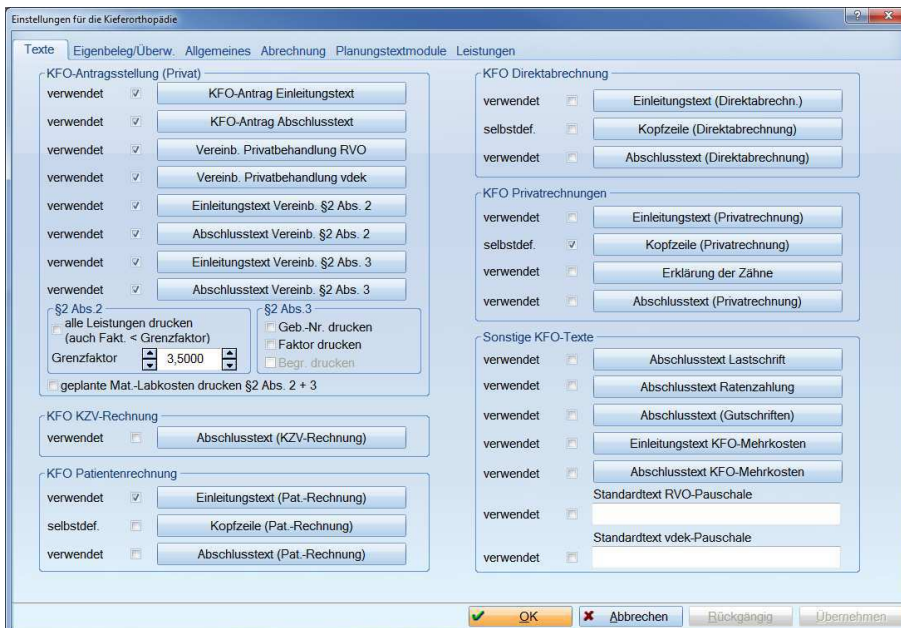 Einstellungen für die Kieferorthopädie
Texte Eigenbeleg/Überw. Allgemeines Abrechnung Planungstextmodule Leistungen
KFO-Antragsstellung (Privat)
verwendet KFO-Antrag Einleitungstext
verwendet KFO-Antrag Abschlusstext
verwendet Vereinb. Privatbehandlung RVO
verwendet Vereinb. Privatbehandlung vdek
verwendet Einleitungstext Vereinb. §2 Abs. 2
verwendet Abschlusstext Vereinb. §2 Abs. 2
verwendet Einleitungstext Vereinb. §2 Abs. 3
verwendet Abschlusstext Vereinb. §2 Abs. 3
§2 Abs.2
alle Leistungen drucken
(auch Fakt. < Grenzfaktor)
Grenzfaktor 3,5000
§2 Abs.3
Geb.-Nr. drucken
Faktor drucken
Begr. drucken
geplante Mat.-Labkosten drucken §2 Abs. 2 + 3
KFO KZV-Rechnung
verwendet Abschlusstext (KZV-Rechnung)
KFO Patientenrechnung
verwendet Einleitungstext (Pat.-Rechnung)
selbstdef. Kopfzeile (Pat.-Rechnung)
verwendet Abschlusstext (Pat.-Rechnung)
KFO Direktabrechnung
verwendet Einleitungstext (Direktabrechn.)
selbstdef. Kopfzeile (Direktabrechnung)
verwendet Abschlusstext (Direktabrechnung)
KFO Privatrechnungen
verwendet Einleitungstext (Privatrechnung)
selbstdef. Kopfzeile (Privatrechnung)
verwendet Erklärung der Zähne
verwendet Abschlusstext (Privatrechnung)
Sonstige KFO-Texte
verwendet Abschlusstext Lastschrift
verwendet Abschlusstext Ratenzahlung
verwendet Abschlusstext (Gutschriften)
verwendet Einleitungstext KFO-Mehrkosten
verwendet Abschlusstext KFO-Mehrkosten
Standardtext RVO-Pauschale
verwendet
Standardtext vdek-Pauschale
verwendet
OK Abbrechen Rückgängig Übernehmen